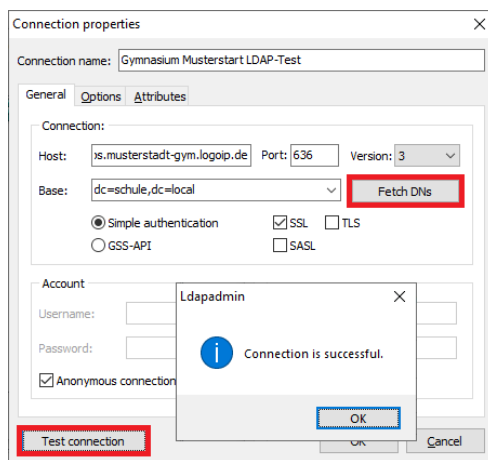 Connection properties
Connection name: Gymnasium Musterstart LDAP-Test
General Options Attributes
Connection:
Host: os.musterstadt-gym.logoip.de Port: 636 Version: 3
Base: dc=schule,dc=local Fetch DNs
Simple authentication SSL TLS
GSS-API SASL
Account
Username:
Password:
Anonymous connection
Ldapadmin
Connection is successful.
OK
Test connection OK Cancel